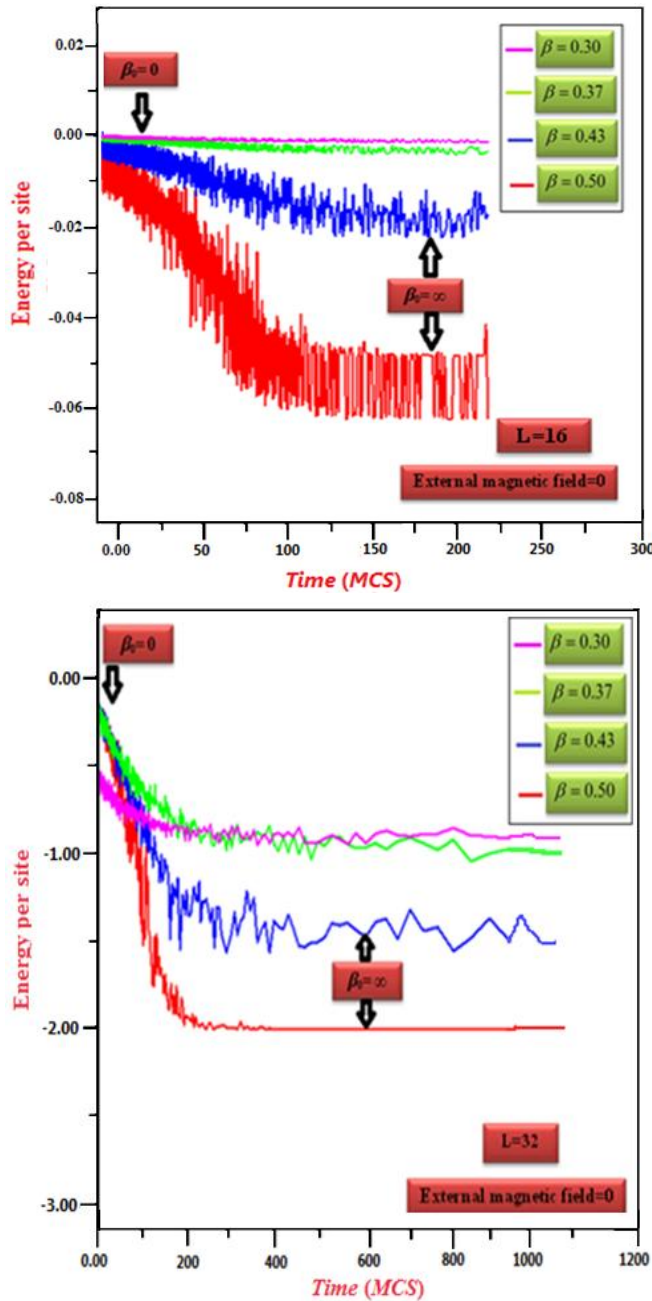 0.02
0.00
-0.02
-0.04
-0.06
-0.08
Energy per site
β₀= 0
β = 0.30
β = 0.37
β = 0.43
β = 0.50
β₀= ∞
L=16
External magnetic field=0
0.00 50 100 150 200 250 300
Time (MCS)
0.00
-1.00
-2.00
-3.00
Energy per site
β₀= 0
β = 0.30
β = 0.37
β = 0.43
β = 0.50
β₀= ∞
L=32
External magnetic field=0
0.00 200 400 600 800 1000 1200
Time (MCS)